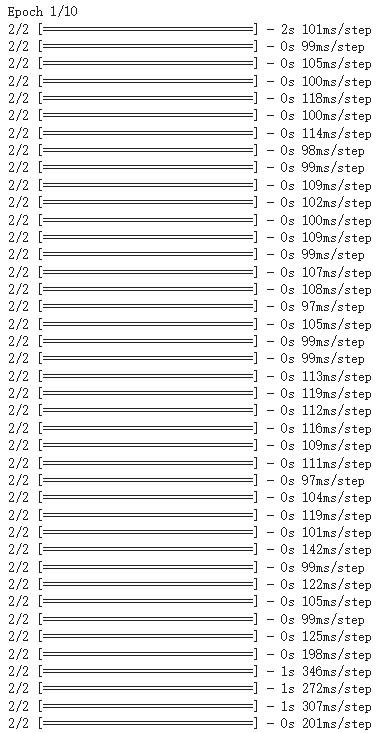 Epoch 1/10
2/2 [==============================] - 2s 101ms/step
2/2 [==============================] - 0s 99ms/step
2/2 [==============================] - 0s 105ms/step
2/2 [==============================] - 0s 100ms/step
2/2 [==============================] - 0s 118ms/step
2/2 [==============================] - 0s 100ms/step
2/2 [==============================] - 0s 114ms/step
2/2 [==============================] - 0s 98ms/step
2/2 [==============================] - 0s 99ms/step
2/2 [==============================] - 0s 109ms/step
2/2 [==============================] - 0s 102ms/step
2/2 [==============================] - 0s 100ms/step
2/2 [==============================] - 0s 109ms/step
2/2 [==============================] - 0s 99ms/step
2/2 [==============================] - 0s 107ms/step
2/2 [==============================] - 0s 108ms/step
2/2 [==============================] - 0s 97ms/step
2/2 [==============================] - 0s 105ms/step
2/2 [==============================] - 0s 99ms/step
2/2 [==============================] - 0s 99ms/step
2/2 [==============================] - 0s 113ms/step
2/2 [==============================] - 0s 119ms/step
2/2 [==============================] - 0s 112ms/step
2/2 [==============================] - 0s 116ms/step
2/2 [==============================] - 0s 109ms/step
2/2 [==============================] - 0s 111ms/step
2/2 [==============================] - 0s 97ms/step
2/2 [==============================] - 0s 104ms/step
2/2 [==============================] - 0s 119ms/step
2/2 [==============================] - 0s 101ms/step
2/2 [==============================] - 0s 142ms/step
2/2 [==============================] - 0s 99ms/step
2/2 [==============================] - 0s 122ms/step
2/2 [==============================] - 0s 105ms/step
2/2 [==============================] - 0s 99ms/step
2/2 [==============================] - 0s 125ms/step
2/2 [==============================] - 0s 198ms/step
2/2 [==============================] - 1s 346ms/step
2/2 [==============================] - 1s 272ms/step
2/2 [==============================] - 1s 307ms/step
2/2 [==============================] - 0s 201ms/step